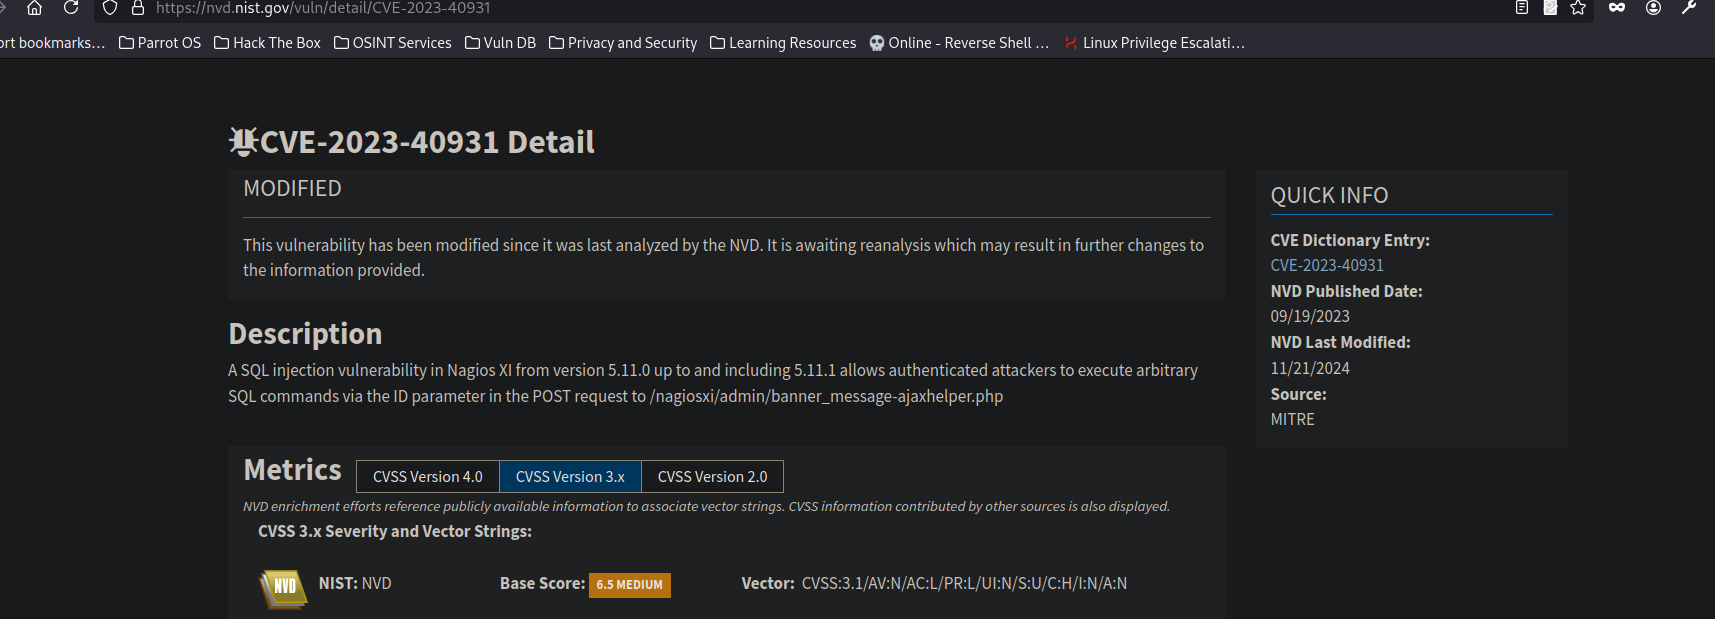 https://nvd.nist.gov/vuln/detail/CVE-2023-40931
ort bookmarks… Parrot OS Hack The Box OSINT Services Vuln DB Privacy and Security Learning Resources Online - Reverse Shell … Linux Privilege Escalati…
CVE-2023-40931 Detail
MODIFIED
This vulnerability has been modified since it was last analyzed by the NVD. It is awaiting reanalysis which may result in further changes to
the information provided.
Description
A SQL injection vulnerability in Nagios XI from version 5.11.0 up to and including 5.11.1 allows authenticated attackers to execute arbitrary
SQL commands via the ID parameter in the POST request to /nagiosxi/admin/banner_message-ajaxhelper.php
Metrics CVSS Version 4.0 CVSS Version 3.x CVSS Version 2.0
NVD enrichment efforts reference publicly available information to associate vector strings. CVSS information contributed by other sources is also displayed.
CVSS 3.x Severity and Vector Strings:
NVD NIST: NVD Base Score: 6.5 MEDIUM Vector: CVSS:3.1/AV:N/AC:L/PR:L/UI:N/S:U/C:H/I:N/A:N
QUICK INFO
CVE Dictionary Entry:
CVE-2023-40931
NVD Published Date:
09/19/2023
NVD Last Modified:
11/21/2024
Source:
MITRE